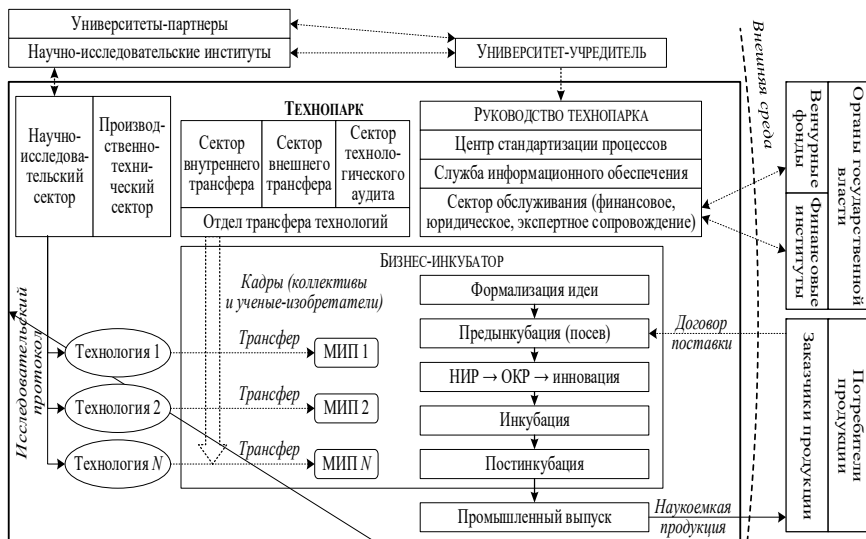 Университеты-партнеры
Научно-исследовательские институты
УНИВЕРСИТЕТ-УЧРЕДИТЕЛЬ
Внешняя среда
Научно-
исследова-
тельский
сектор
Производ-
ственно-
техни-
ческий
сектор
ТЕХНОПАРК
Сектор
внутреннего
трансфера
Сектор
внешнего
трансфера
Сектор
техноло-
гического
аудита
Отдел трансфера технологий
РУКОВОДСТВО ТЕХНОПАРКА
Центр стандартизации процессов
Служба информационного обеспечения
Сектор обслуживания (финансовое,
юридическое, экспертное сопровождение)
Венчурные
фонды
Финансовые
институты
Органы государственной
власти
БИЗНЕС-ИНКУБАТОР
Кадры (коллективы
и ученые-изобретатели)
Формализация идеи
Предынкубация (посев)
НИР → ОКР → инновация
Инкубация
Постинкубация
Промышленный выпуск
Исследовательский
протокол
Технология 1
Трансфер
МИП 1
Технология 2
Трансфер
МИП 2
Технология N
Трансфер
МИП N
Договор
поставки
Наукоемкая
продукция
Заказчики продукции
Потребители
продукции